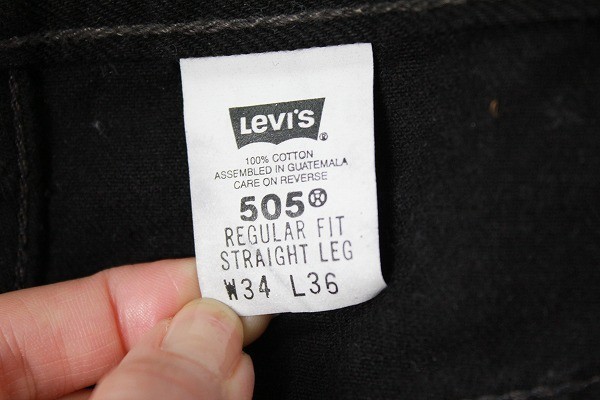 Levi's ®
100% COTTON
ASSEMBLED IN GUATEMALA
CARE ON REVERSE
505®
REGULAR FIT
STRAIGHT LEG
W34 L36